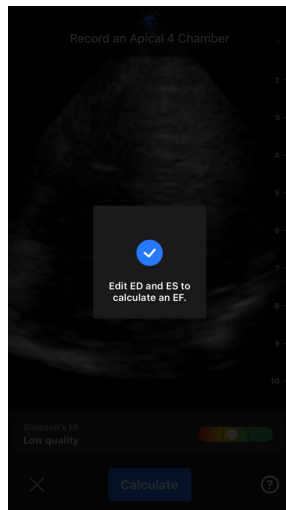 Record an Apical 4 Chamber
2
3
4
5
Edit ED and ES to
calculate an EF.
6
7
8
9
10
Simpson's EF
Low quality
Calculate
?